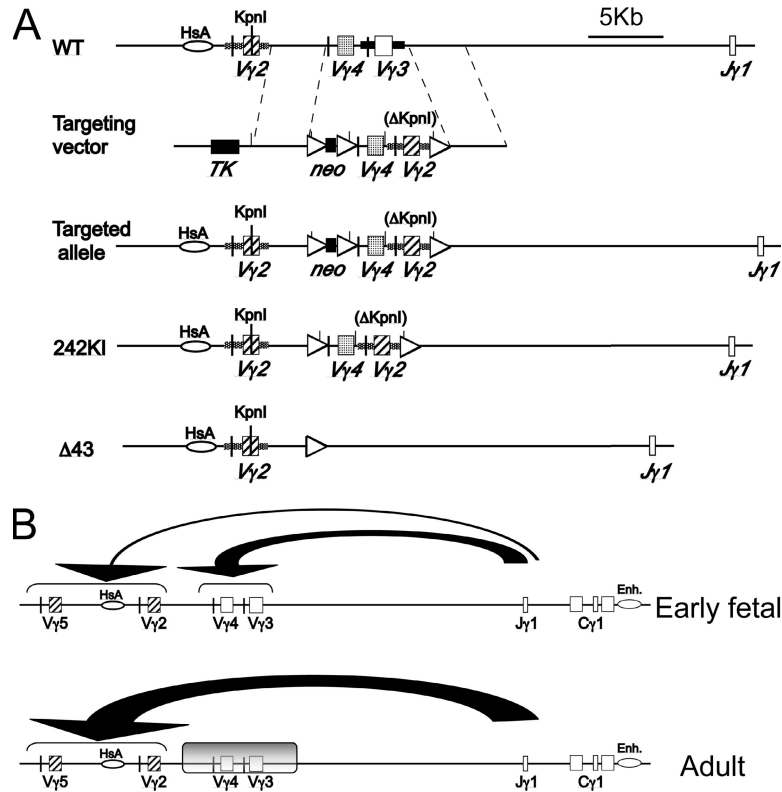 A
WT
HsA
KpnI
Vγ2
Vγ4
Vγ3
5Kb
Jγ1
Targeting
vector
TK
neo
Vγ4
(ΔKpnI)
Vγ2
Targeted
allele
HsA
KpnI
Vγ2
neo
Vγ4
(ΔKpnI)
Vγ2
Jγ1
242KI
HsA
KpnI
Vγ2
Vγ4
(ΔKpnI)
Vγ2
Jγ1
Δ43
HsA
KpnI
Vγ2
Jγ1
B
Vγ5
HsA
Vγ2
Vγ4
Vγ3
Jγ1
Cγ1
Enh.
Early fetal
Vγ5
HsA
Vγ2
Vγ4
Vγ3
Jγ1
Cγ1
Enh.
Adult